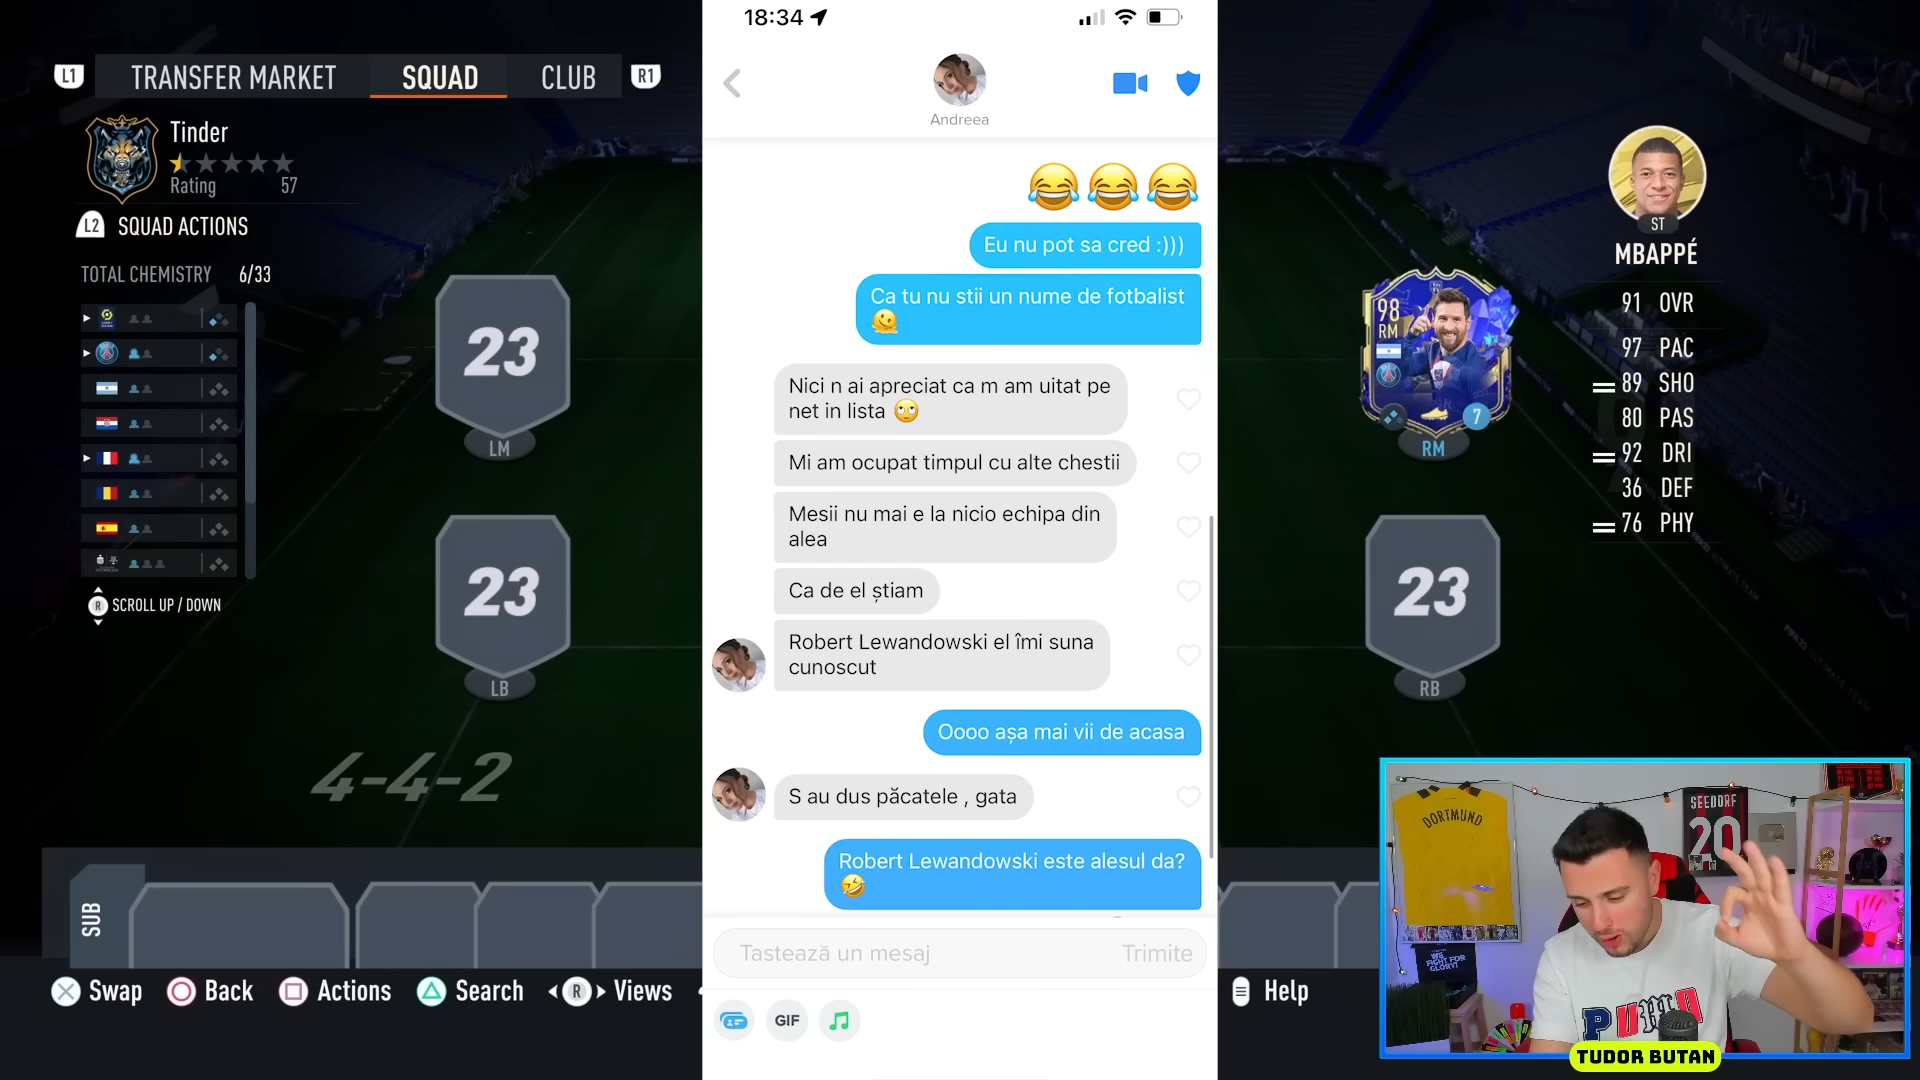 L1
TRANSFER MARKET
SQUAD
CLUB
R1
Tinder
Rating 57
L2 SQUAD ACTIONS
TOTAL CHEMISTRY 6/33
R SCROLL UP / DOWN
23
LM
23
LB
4-4-2
SUB
Swap
Back
Actions
Search
R Views
18:34
Andreea
😂😂😂
Eu nu pot sa cred :)))
Ca tu nu stii un nume de fotbalist
🫠
Nici n ai apreciat ca m am uitat pe
net in lista 🙄
Mi am ocupat timpul cu alte chestii
Mesii nu mai e la nicio echipa din
alea
Ca de el știam
Robert Lewandowski el îmi suna
cunoscut
Oooo așa mai vii de acasa
S au dus păcatele , gata
Robert Lewandowski este alesul da?
🤣
Tastează un mesaj
Trimite
GIF
98
RM
7
RM
23
RB
ST
MBAPPÉ
91 OVR
97 PAC
89 SHO
80 PAS
92 DRI
36 DEF
76 PHY
Help
DORTMUND
SEEDORF
20
WE
FIGHT FOR
GLORY!
PUMA
TUDOR BUTAN